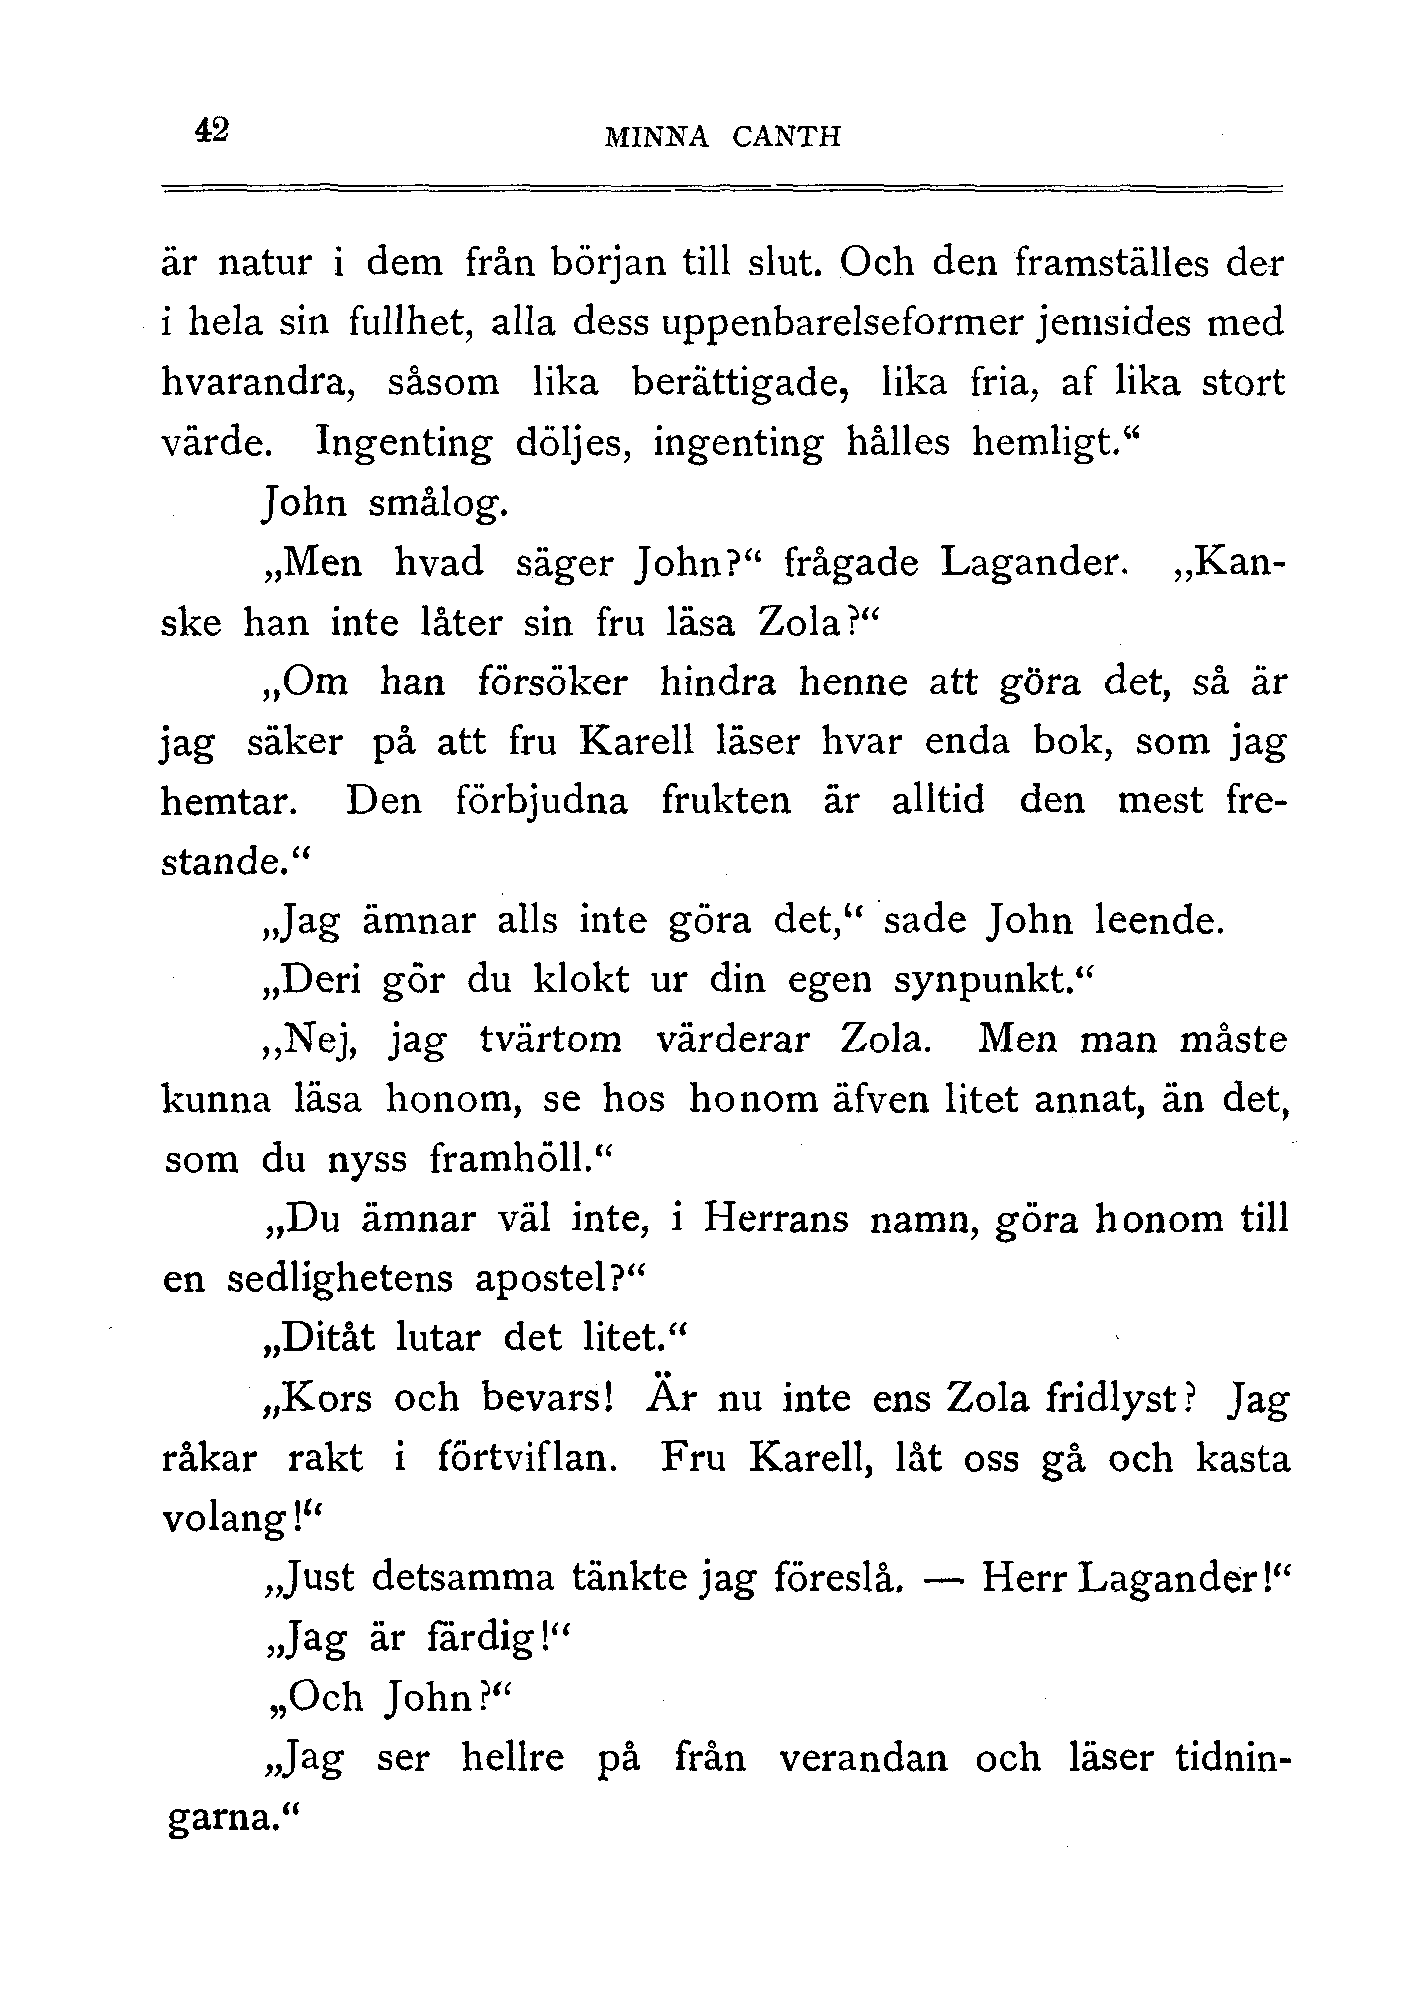 42
MINNA CANTH
är natur i dem från början till slut. Och den framställes der
i hela sin fullhet, alla dess uppenbarelseformer jemsides med
hvarandra, såsom lika berättigade, lika fria, af lika stort
värde. Ingenting döljes, ingenting hålles hemligt.“
John smålog.
„Men hvad säger John?“ frågade Lagander. „Kan-
ske han inte låter sin fru läsa Zola?“
„Om han försöker hindra henne att göra det, så är
jag säker på att fru Karell läser hvar enda bok, som jag
hemtar. Den förbjudna frukten är alltid den mest fre-
stande.“
„Jag ämnar alls inte göra det,“ sade John leende.
„Deri gör du klokt ur din egen synpunkt.“
„Nej, jag tvärtom värderar Zola. Men man måste
kunna läsa honom, se hos honom äfven litet annat, än det,
som du nyss framhöll.“
„Du ämnar väl inte, i Herrans namn, göra honom till
en sedlighetens apostel?“
„Ditåt lutar det litet.“
„Kors och bevars! Är nu inte ens Zola fridlyst? Jag
råkar rakt i förtviflan. Fru Karell, låt oss gå och kasta
volang!“
„Just detsamma tänkte jag föreslå. — Herr Lagander!“
„Jag är färdig!“
„Och John?“
„Jag ser hellre på från verandan och läser tidnin-
garna.“